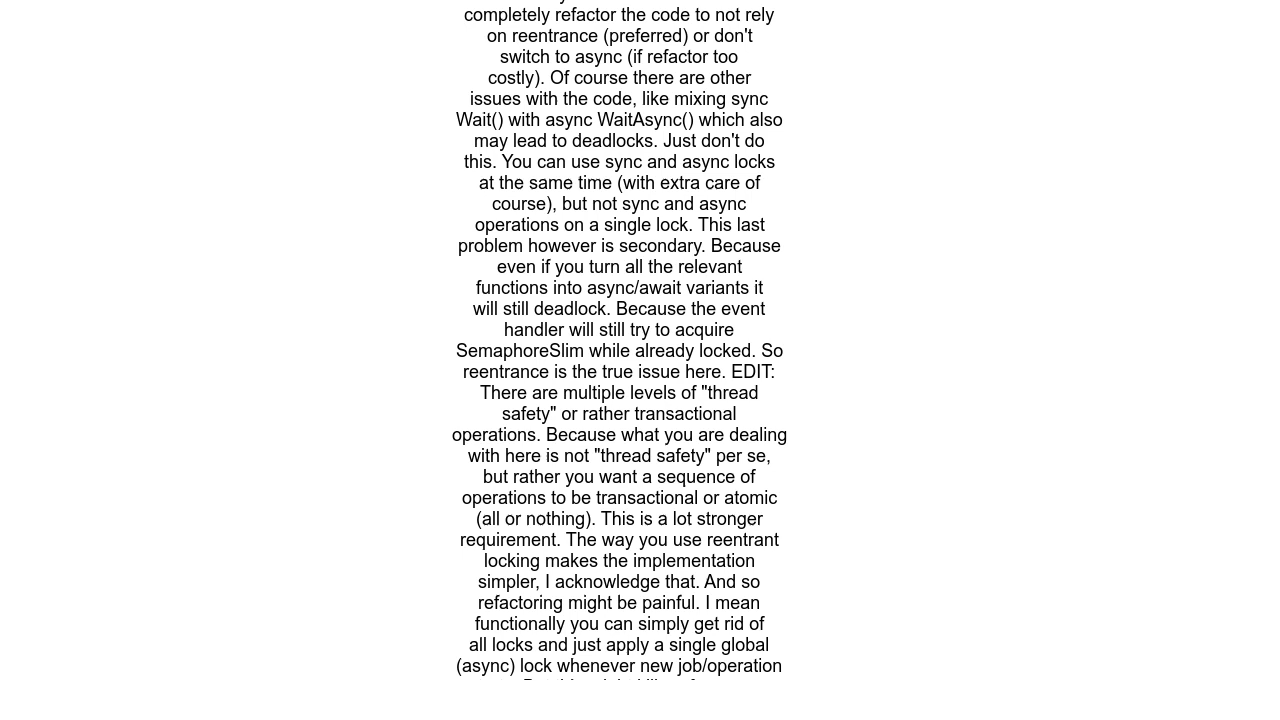 completely refactor the code to not rely
on reentrance (preferred) or don't
switch to async (if refactor too
costly). Of course there are other
issues with the code, like mixing sync
Wait() with async WaitAsync() which also
may lead to deadlocks. Just don't do
this. You can use sync and async locks
at the same time (with extra care of
course), but not sync and async
operations on a single lock. This last
problem however is secondary. Because
even if you turn all the relevant
functions into async/await variants it
will still deadlock. Because the event
handler will still try to acquire
SemaphoreSlim while already locked. So
reentrance is the true issue here. EDIT:
There are multiple levels of "thread
safety" or rather transactional
operations. Because what you are dealing
with here is not "thread safety" per se,
but rather you want a sequence of
operations to be transactional or atomic
(all or nothing). This is a lot stronger
requirement. The way you use reentrant
locking makes the implementation
simpler, I acknowledge that. And so
refactoring might be painful. I mean
functionally you can simply get rid of
all locks and just apply a single global
(async) lock whenever new job/operation